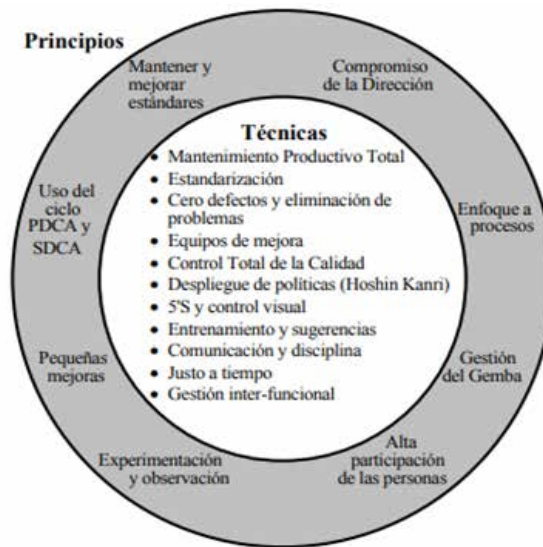 Principios
Mantener y
mejorar
estándares
Compromiso
de la Dirección
Enfoque a
procesos
Gestión
del Gemba
Alta
participación
de las personas
Experimentación
y observación
Pequeñas
mejoras
Uso del
ciclo
PDCA y
SDCA
Técnicas
• Mantenimiento Productivo Total
• Estandarización
• Cero defectos y eliminación de
problemas
• Equipos de mejora
• Control Total de la Calidad
• Despliegue de políticas (Hoshin Kanri)
• 5'S y control visual
• Entrenamiento y sugerencias
• Comunicación y disciplina
• Justo a tiempo
• Gestión inter-funcional